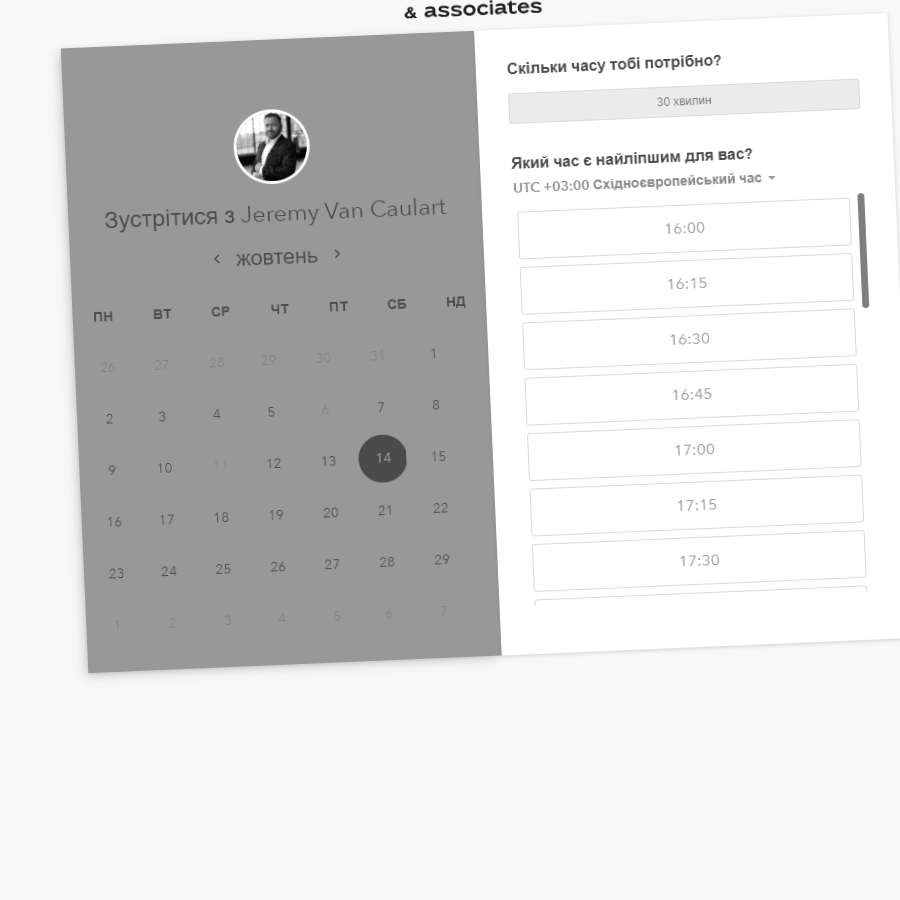 & associates
Зустрітися з Jeremy Van Caulart
жовтень
ПН ВТ СР ЧТ ПТ СБ НД
26 27 28 29 30 31 1
2 3 4 5 6 7 8
9 10 11 12 13 14 15
16 17 18 19 20 21 22
23 24 25 26 27 28 29
1 2 3 4 5 6 7
Скільки часу тобі потрібно?
30 хвилин
Який час є найліпшим для вас?
UTC +03:00 Східноєвропейський час
16:00
16:15
16:30
16:45
17:00
17:15
17:30